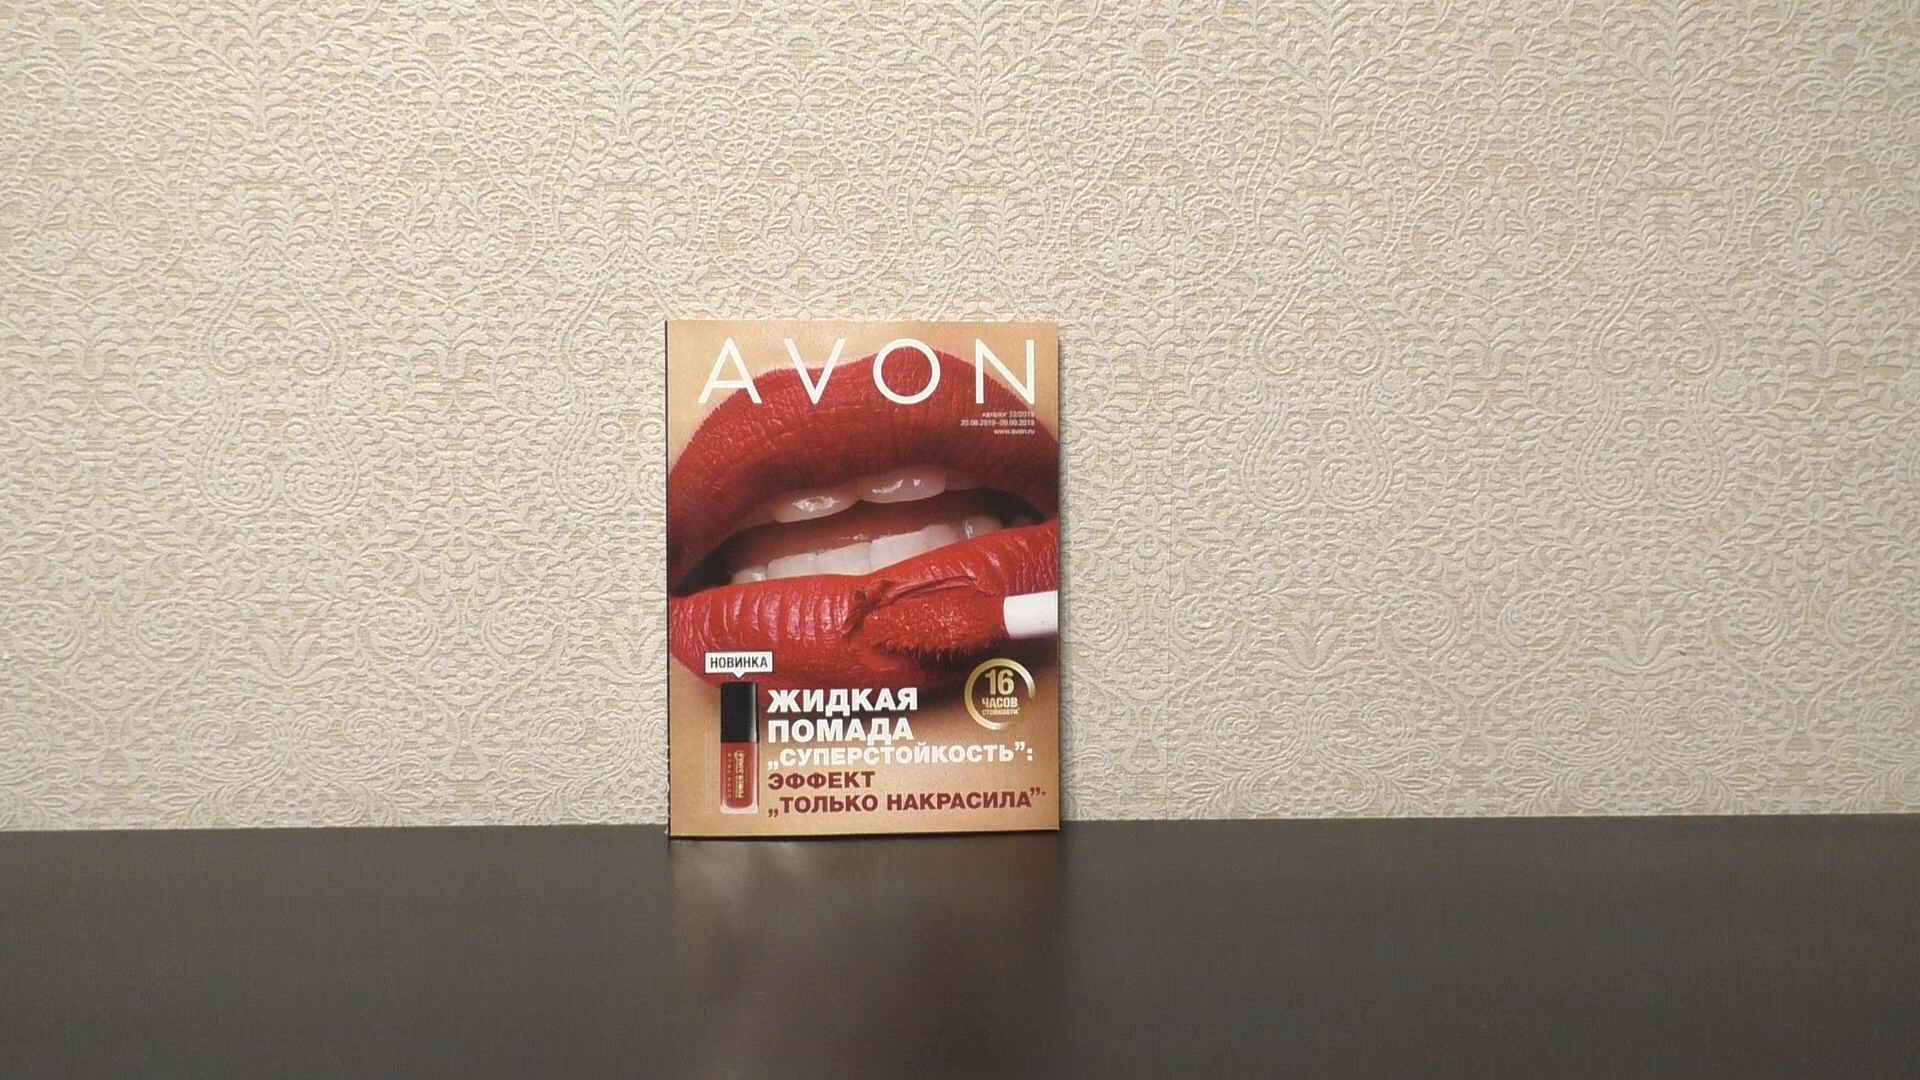 AVON
каталог 12/2019
20.08.2019–09.09.2019
www.avon.ru
НОВИНКА
16
ЧАСОВ
СТОЙКОСТИ
ЖИДКАЯ
ПОМАДА
„СУПЕРСТОЙКОСТЬ”:
ЭФФЕКТ
„ТОЛЬКО НАКРАСИЛА”.